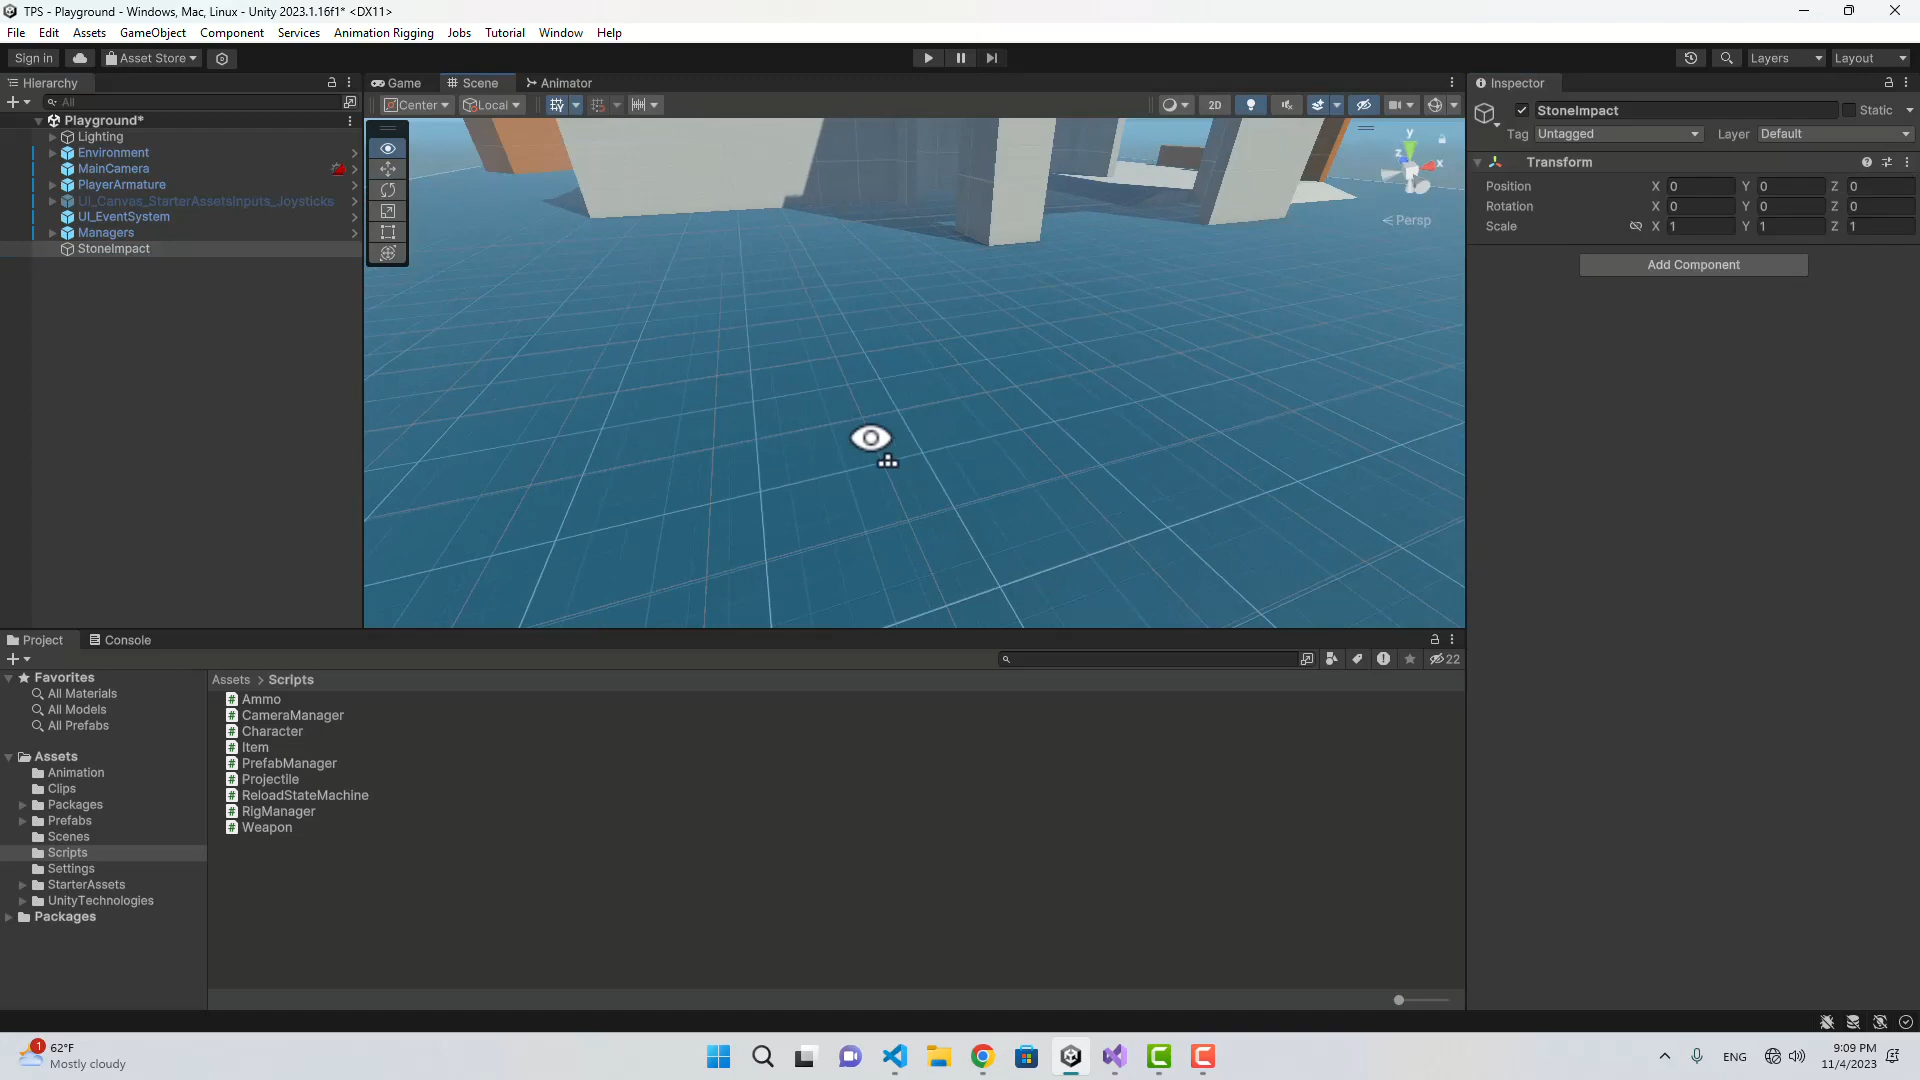 TPS - Playground - Windows, Mac, Linux - Unity 2023.1.16f1* <DX11>
File Edit Assets GameObject Component Services Animation Rigging Jobs Tutorial Window Help
Sign in Asset Store Layers Layout
Hierarchy
All
Playground*
Lighting
Environment
MainCamera
PlayerArmature
UI_Canvas_StarterAssetsInputs_Joysticks
UI_EventSystem
Managers
StoneImpact
Game Scene Animator
Center Local 2D
y
x
z
Persp
Inspector
StoneImpact Static
Tag Untagged Layer Default
Transform
Position X 0 Y 0 Z 0
Rotation X 0 Y 0 Z 0
Scale X 1 Y 1 Z 1
Add Component
Project Console
22
Favorites
All Materials
All Models
All Prefabs
Assets
Animation
Clips
Packages
Prefabs
Scenes
Scripts
Settings
StarterAssets
UnityTechnologies
Packages
Assets > Scripts
Ammo
CameraManager
Character
Item
PrefabManager
Projectile
ReloadStateMachine
RigManager
Weapon
1
62°F
Mostly cloudy
ENG
9:09 PM
11/4/2023